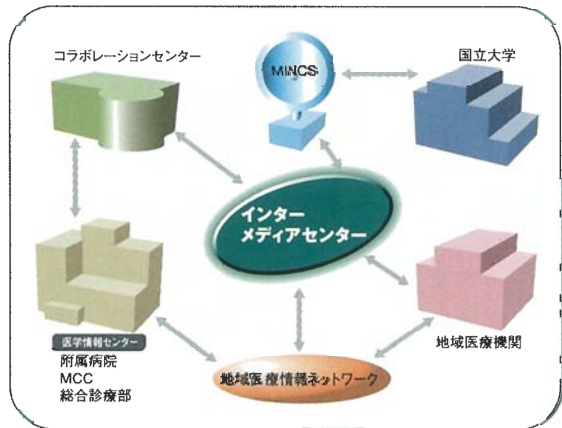 コラボレーションセンター
MINCS
国立大学
インター
メディアセンター
医学情報センター
附属病院
MCC
総合診療部
地域医療情報ネットワーク
地域医療機関